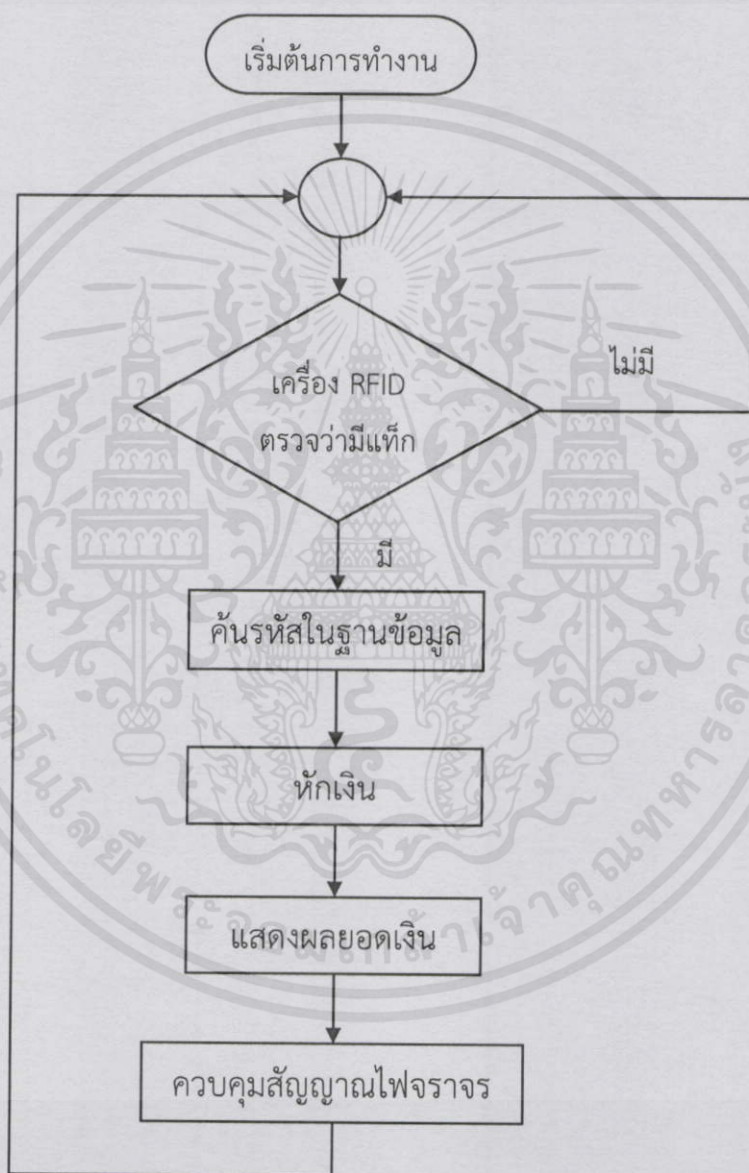 เริ่มต้นการทำงาน
เครื่อง RFID
ตรวจว่ามีแท็ก
ไม่มี
มี
ค้นรหัสในฐานข้อมูล
หักเงิน
แสดงผลยอดเงิน
ควบคุมสัญญาณไฟจราจร